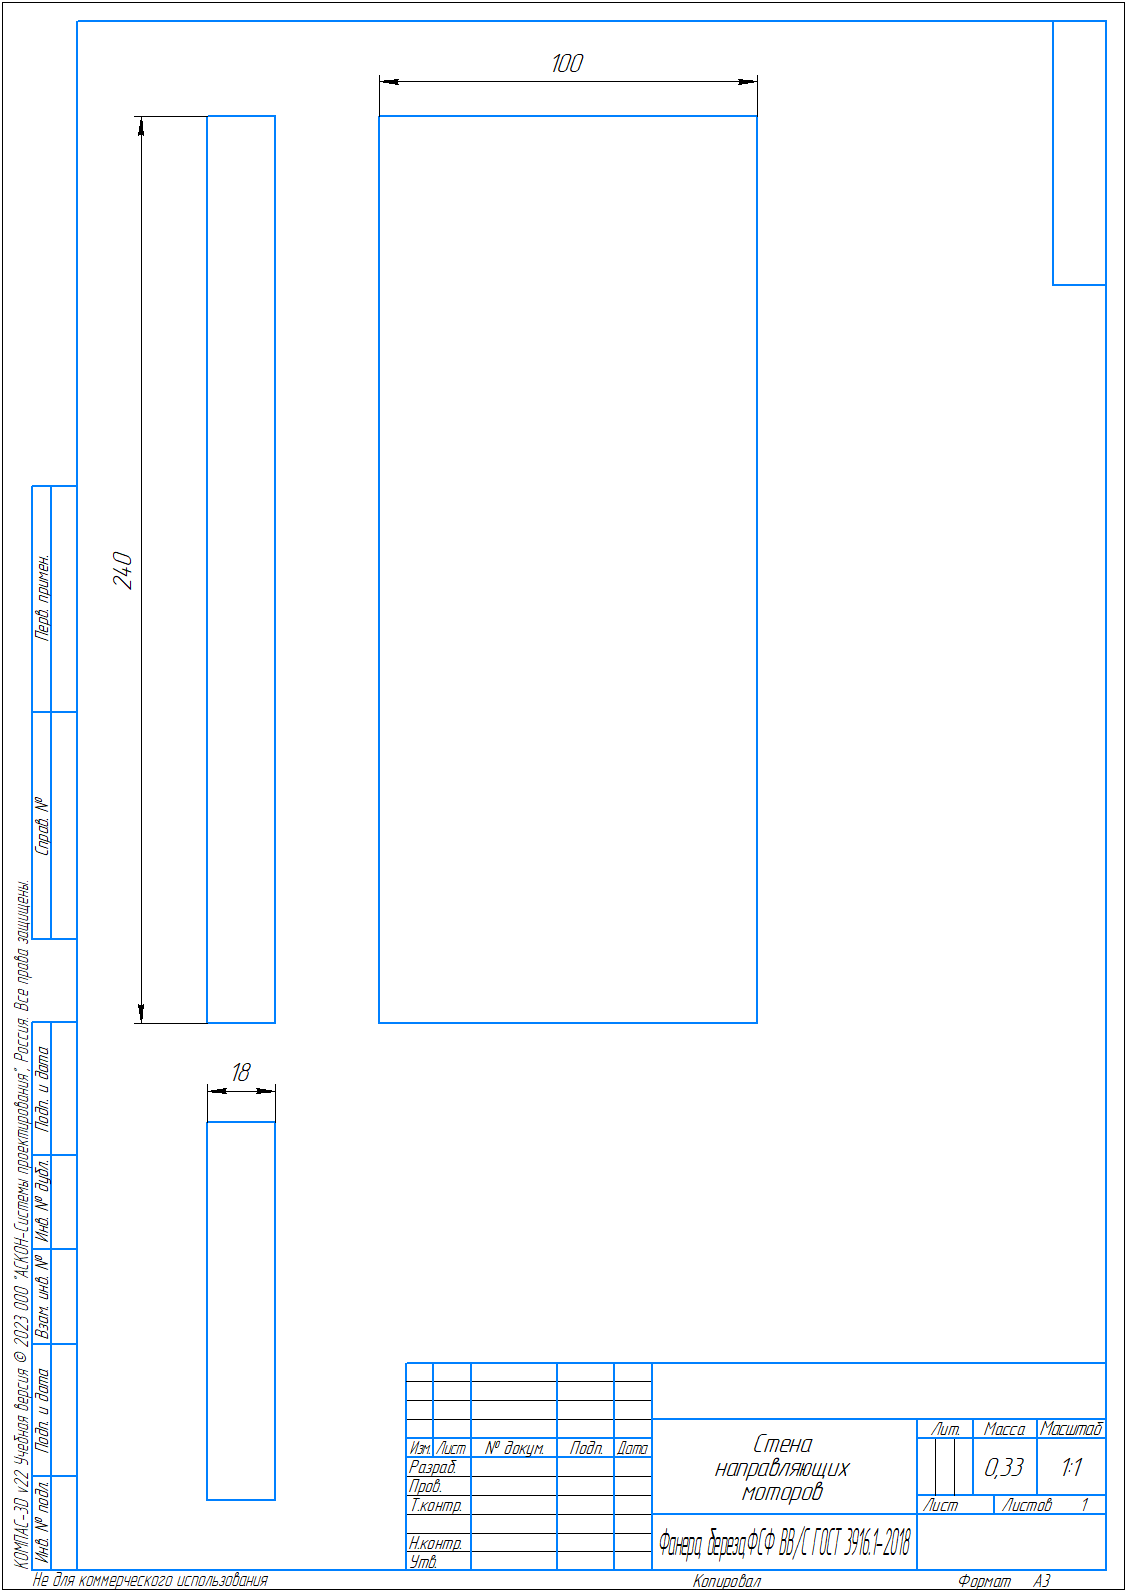 100
240
18
Перв. примен.
Справ. №
Подп. и дата
Инв. № дубл.
Взам. инв. №
Подп. и дата
Инв. № подл.
КОМПАС-3D v22 Учебная версия © 2023 ООО "АСКОН-Системы проектирования", Россия. Все права защищены.
Изм. Лист № докум. Подп. Дата
Разраб.
Пров.
Т.контр.
Н.контр.
Утв.
Стена
направляющих
моторов
Лит. Масса Масштаб
0,33 1:1
Лист Листов 1
Фанера, береза,ФСФ ВВ/С ГОСТ 3916.1-2018
Не для коммерческого использования
Копировал
Формат А3